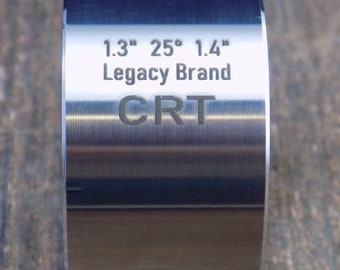 1.3" 25° 1.4"
Legacy Brand
CRT